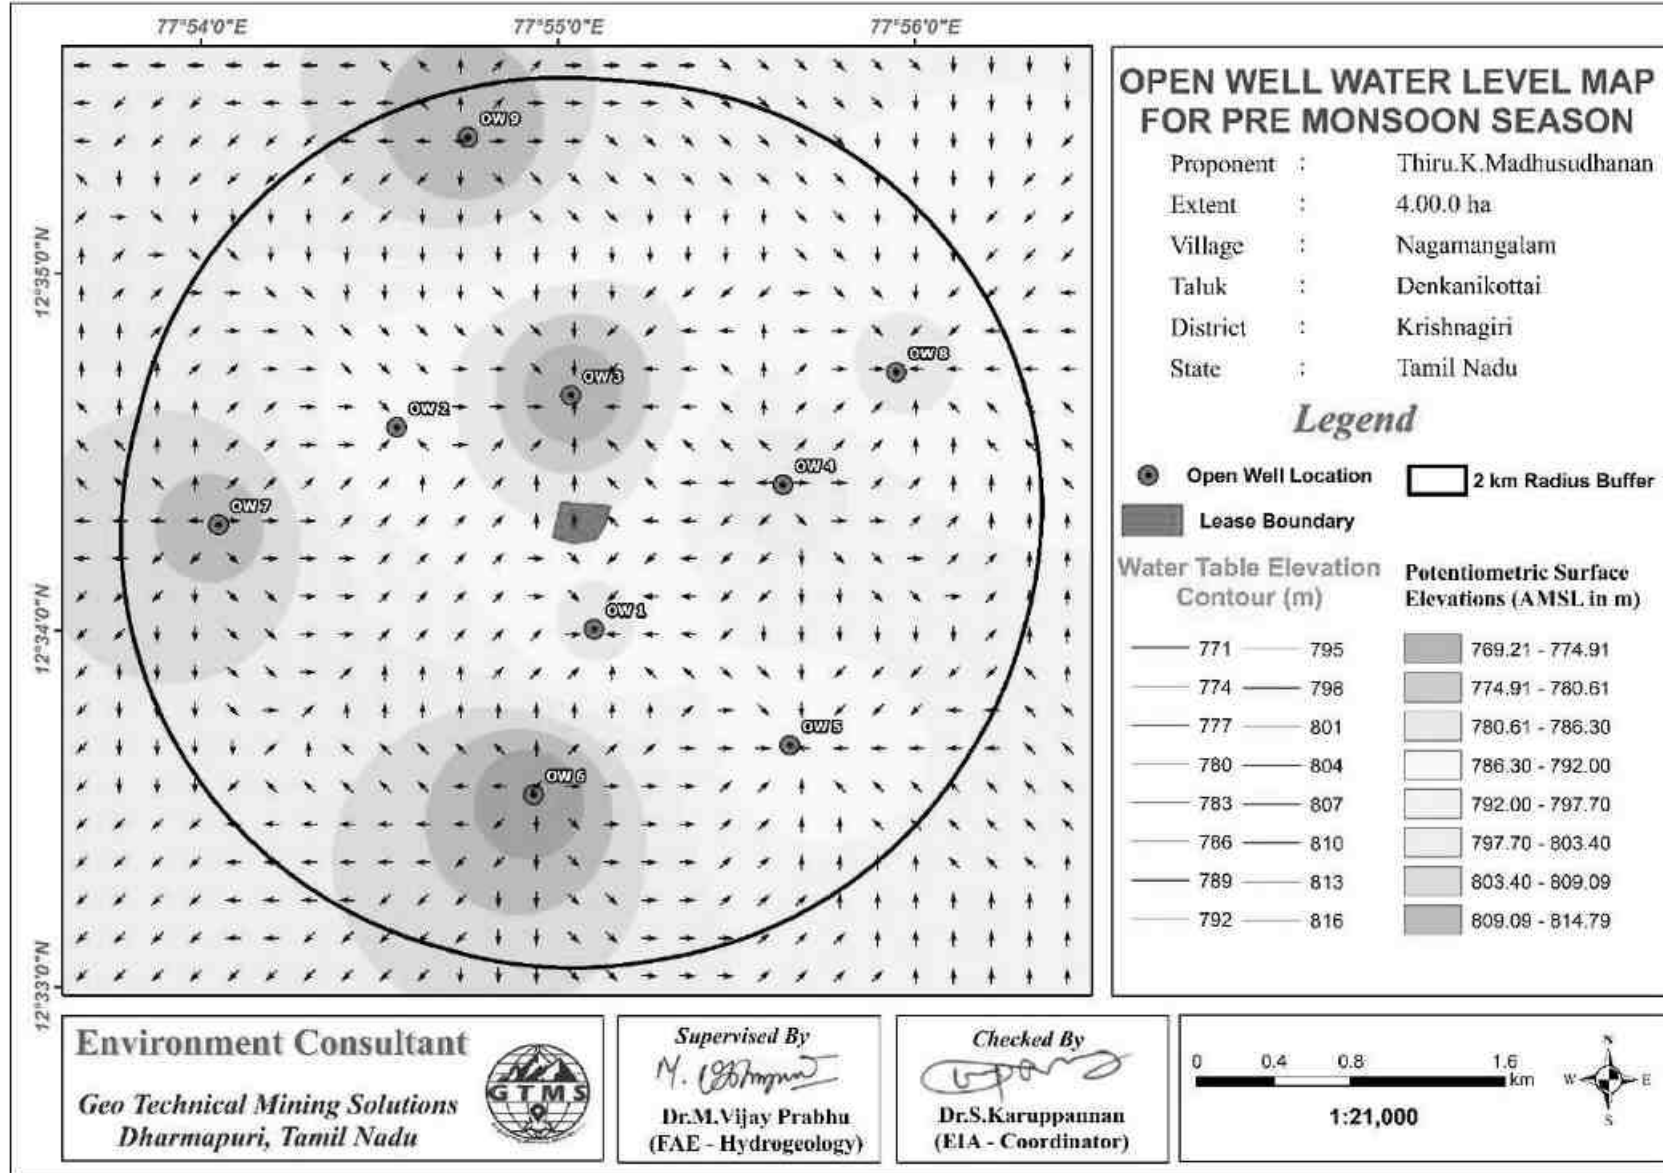 77°54'0"E
77°55'0"E
77°56'0"E
12°35'0"N
12°34'0"N
12°33'0"N
OW 9
OW 8
OW 3
OW 2
OW 4
OW 7
OW 1
OW 5
OW 6
OPEN WELL WATER LEVEL MAP
FOR PRE MONSOON SEASON
Proponent : Thiru.K.Madhusudhanan
Extent : 4.00.0 ha
Village : Nagamangalam
Taluk : Denkanikottai
District : Krishnagiri
State : Tamil Nadu
Legend
Open Well Location
2 km Radius Buffer
Lease Boundary
Water Table Elevation
Contour (m)
771 795
774 798
777 801
780 804
783 807
786 810
789 813
792 816
Potentiometric Surface
Elevations (AMSL in m)
769.21 - 774.91
774.91 - 780.61
780.61 - 786.30
786.30 - 792.00
792.00 - 797.70
797.70 - 803.40
803.40 - 809.09
809.09 - 814.79
Environment Consultant
Geo Technical Mining Solutions
Dharmapuri, Tamil Nadu
GTMS
Supervised By
Dr.M.Vijay Prabhu
(FAE - Hydrogeology)
Checked By
Dr.S.Karuppannan
(EIA - Coordinator)
0 0.4 0.8 1.6
km
1:21,000
N
W E
S